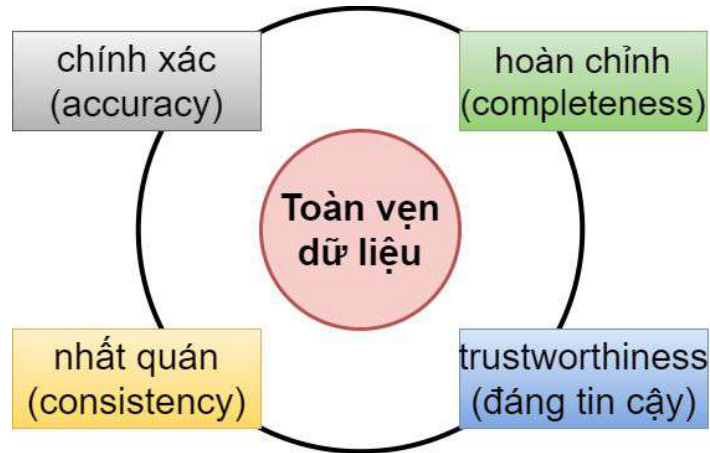 chính xác
(accuracy)
hoàn chỉnh
(completeness)
Toàn vẹn
dữ liệu
nhất quán
(consistency)
trustworthiness
(đáng tin cậy)